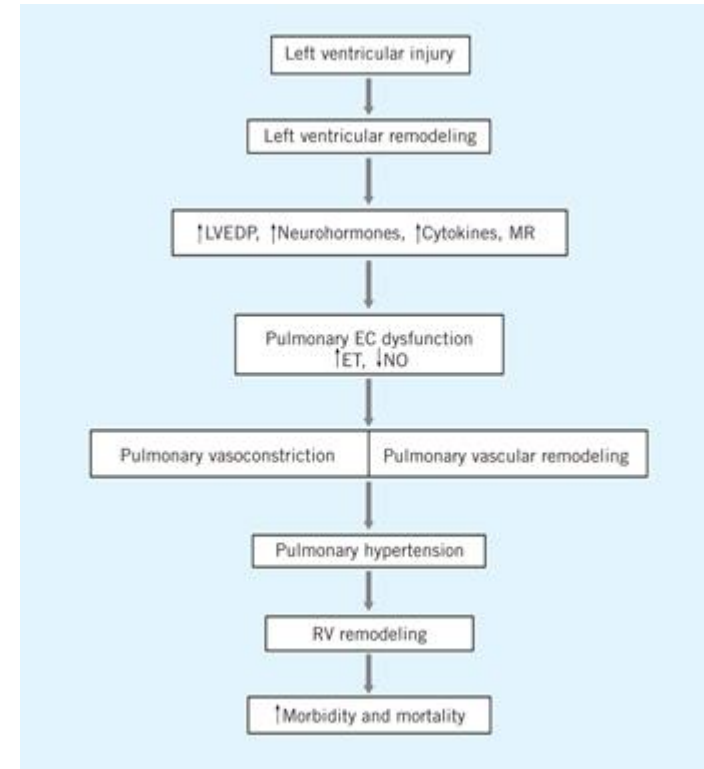 Left ventricular injury
Left ventricular remodeling
↑LVEDP, ↑Neurohormones, ↑Cytokines, MR
Pulmonary EC dysfunction
↑ET, ↓NO
Pulmonary vasoconstriction
Pulmonary vascular remodeling
Pulmonary hypertension
RV remodeling
↑Morbidity and mortality